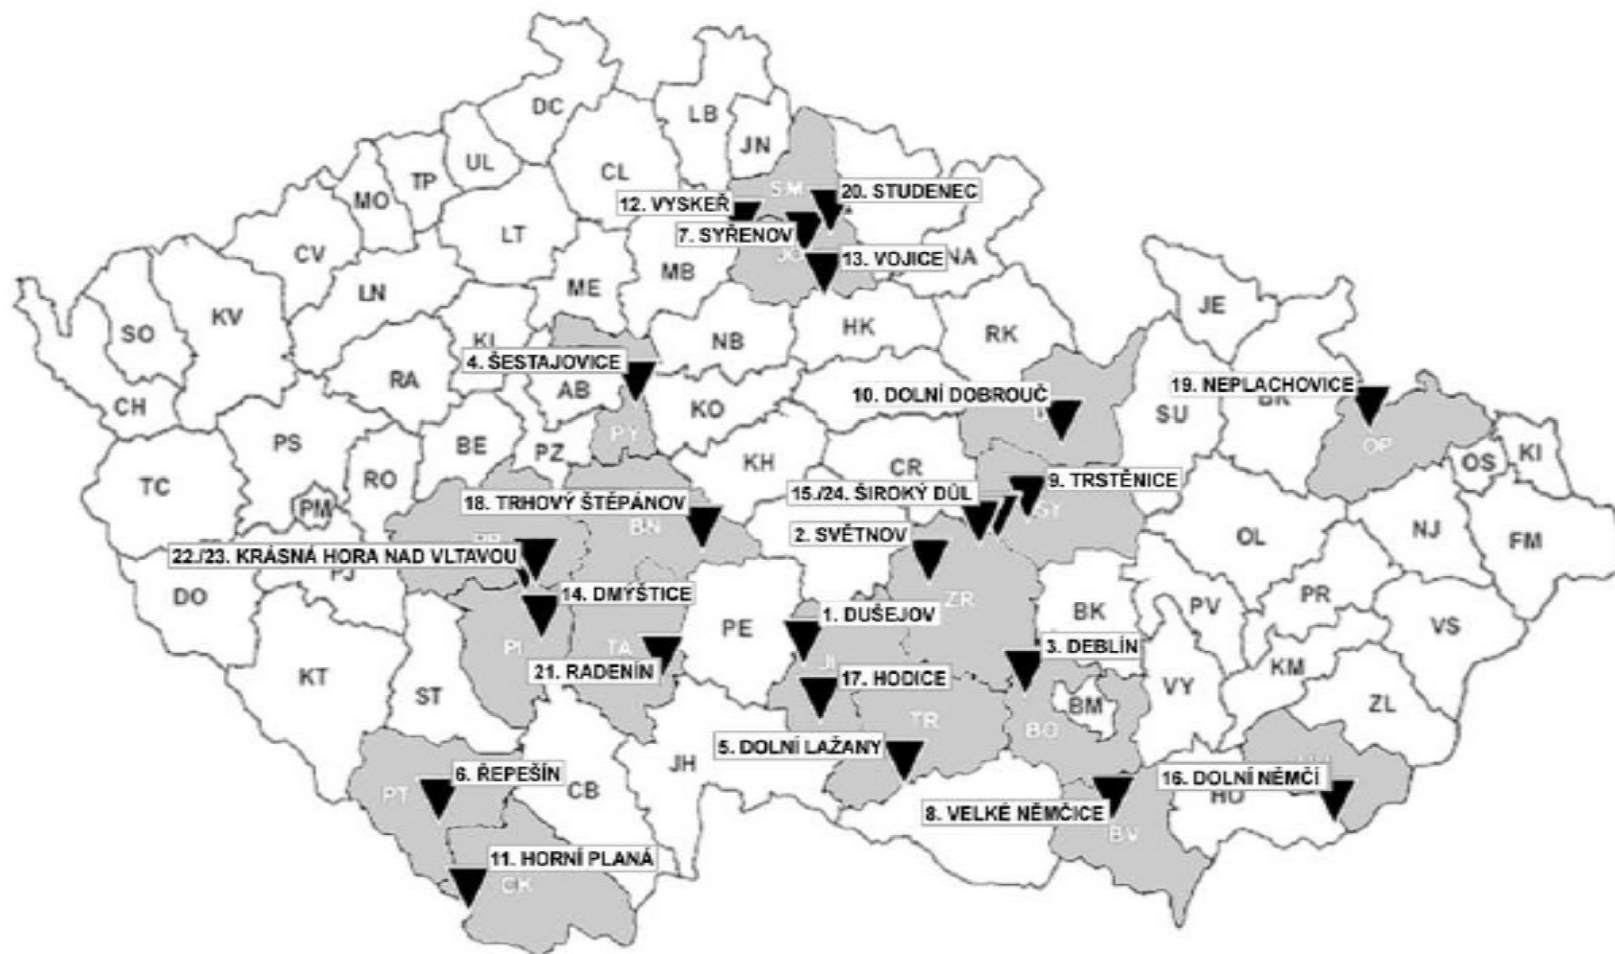 DC
LB
JN
UL
TP
CL
MO
SM
20. STUDENEC
12. VYSKEŘ
7. SYŘENOV
LT
CV
13. VOJICE
NA
MB
ME
LN
JE
KV
SO
HK
RK
NB
4. ŠESTAJOVICE
RA
AB
19. NEPLACHOVICE
10. DOLNÍ DOBROUČ
KO
CH
SU
PS
PY
BE
PZ
OP
KH
CR
KI
OS
RO
TC
9. TRSTĚNICE
15./24. ŠIROKÝ DŮL
18. TRHOVÝ ŠTĚPÁNOV
PM
BN
SY
2. SVĚTNOV
OL
NJ
FM
22./23. KRÁSNÁ HORA NAD VLTAVOU
PJ
DO
14. DMÝŠTICE
ZR
PR
PV
BK
1. DUŠEJOV
VS
PE
PI
TA
JI
3. DEBLÍN
21. RADENÍN
KM
KT
17. HODICE
ST
VY
ZL
BM
TR
BO
5. DOLNÍ LAŽANY
JH
6. ŘEPEŠÍN
16. DOLNÍ NĚMČÍ
CB
PT
HO
8. VELKÉ NĚMČICE
BV
11. HORNÍ PLANÁ
CK